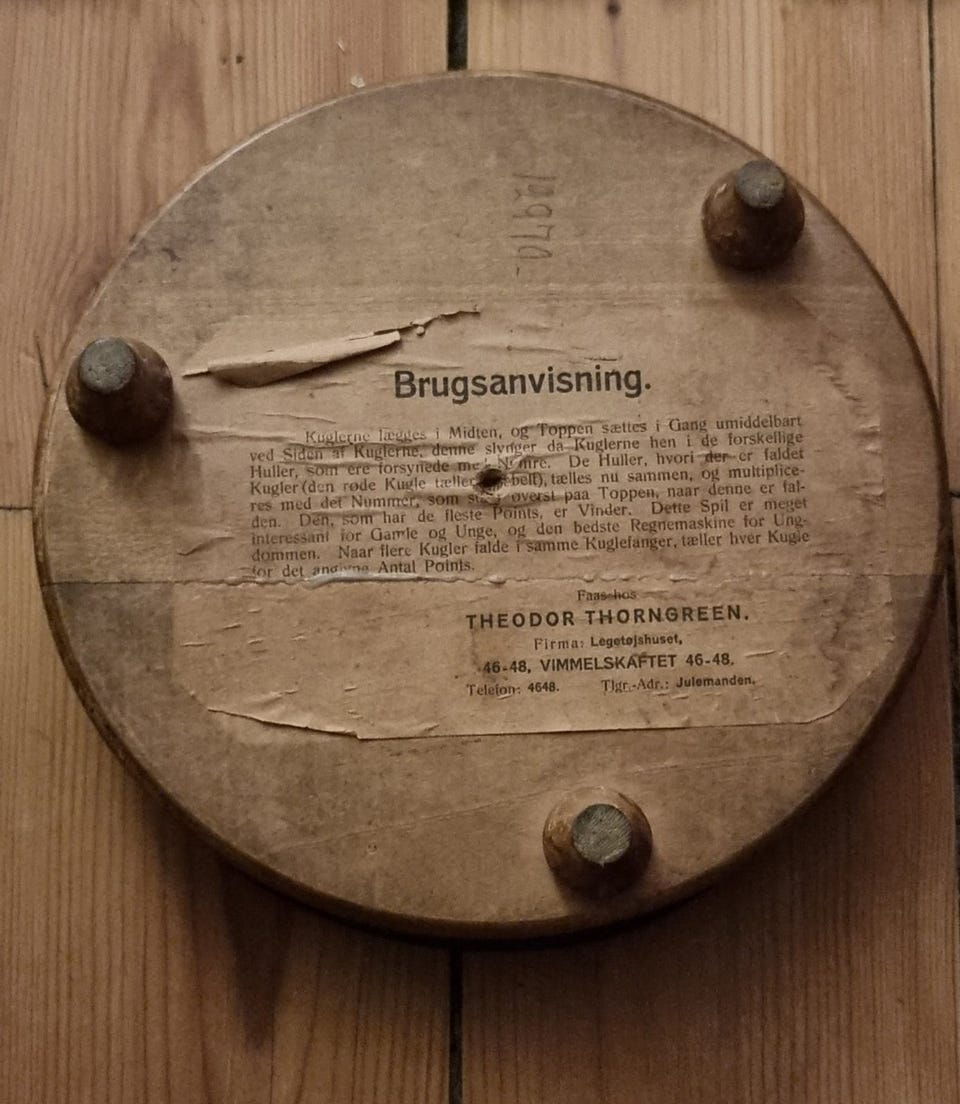 Brugsanvisning.
Kuglerne lægges i Midten, og Toppen sættes i Gang umiddelbart
ved Siden af Kuglerne, denne slynger da Kuglerne hen i de forskellige
Huller, som ere forsynede med Numre. De Huller, hvori der er faldet
Kugler (den røde Kugle tæller dobbelt), tælles nu sammen, og multiplice-
res med det Nummer, som staar øverst paa Toppen, naar denne er fal-
den. Den, som har de fleste Points, er Vinder. Dette Spil er meget
interessant for Gamle og Unge, og den bedste Regnemaskine for Ung-
dommen. Naar flere Kugler falde i samme Kuglefanger, tæller hver Kugle
for det angivne Antal Points.
Faas hos
THEODOR THORNGREEN.
Firma: Legetøjshuset,
46-48, VIMMELSKAFTET 46-48.
Telefon: 4648. Tlgr.-Adr.: Julemanden.